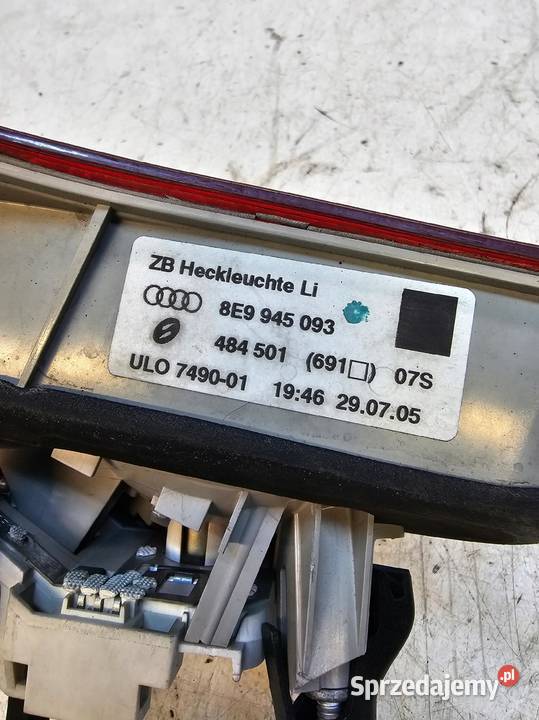 ZB Heckleuchte Li
8E9 945 093
484 501 (691□) 07S
ULO 7490-01 19:46 29.07.05
Sprzedajemy.pl